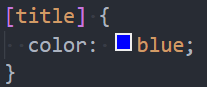 [title] {
  color: blue;
}